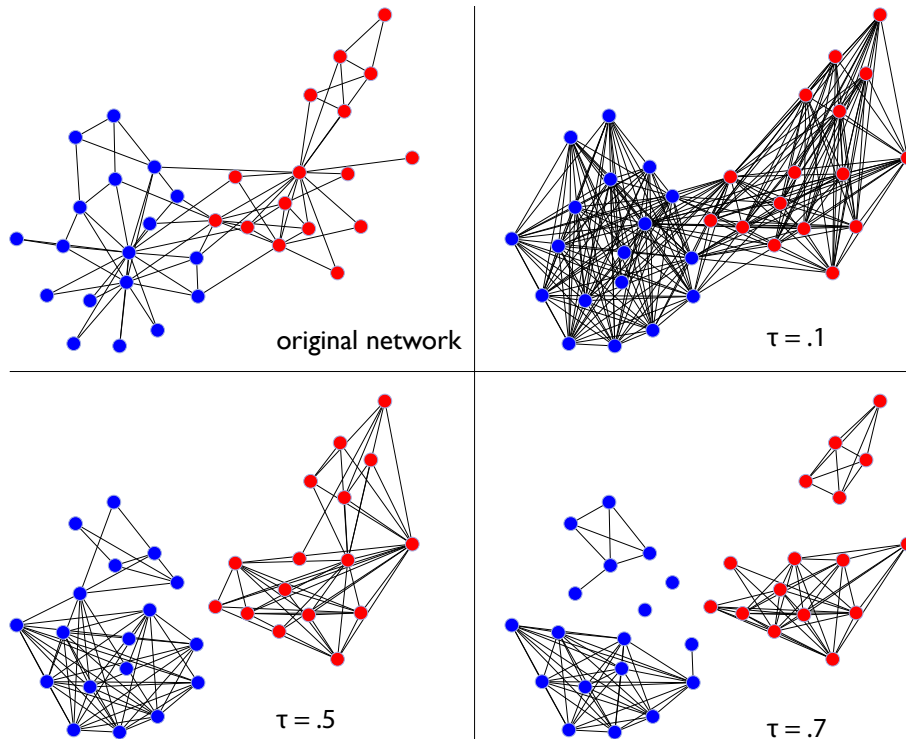 original network
τ = .1
τ = .5
τ = .7